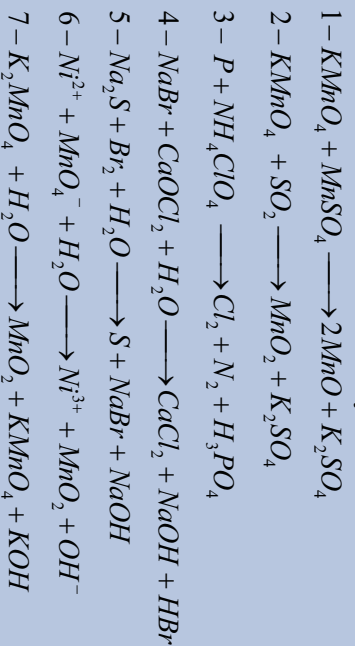 1 – KMnO₄ + MnSO₄ ⟶ 2MnO + K₂SO₄
2 – KMnO₄ + SO₂ ⟶ MnO₂ + K₂SO₄
3 – P + NH₄ClO₄ ⟶ Cl₂ + N₂ + H₃PO₄
4 – NaBr + CaOCl₂ + H₂O ⟶ CaCl₂ + NaOH + HBr
5 – Na₂S + Br₂ + H₂O ⟶ S + NaBr + NaOH
6 – Ni²⁺ + MnO₄⁻ + H₂O ⟶ Ni³⁺ + MnO₂ + OH⁻
7 – K₂MnO₄ + H₂O ⟶ MnO₂ + KMnO₄ + KOH